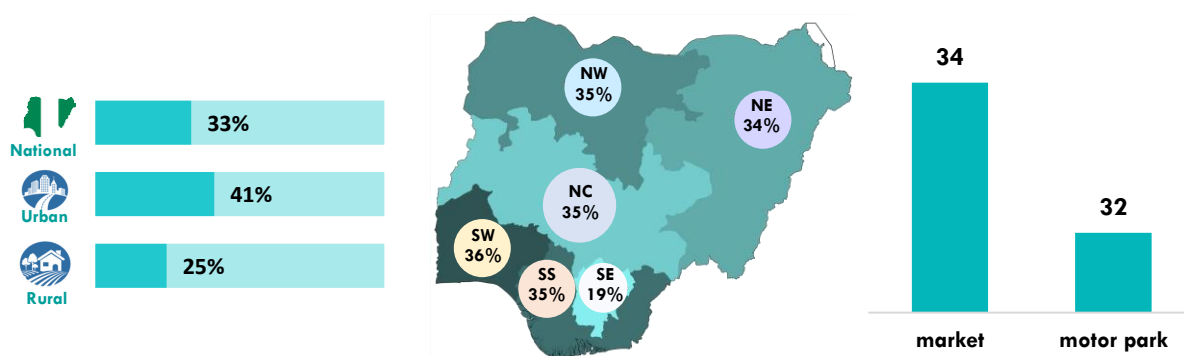 National
33%
Urban
41%
Rural
25%
NW
35%
NE
34%
NC
35%
SW
36%
SS
35%
SE
19%
34
market
32
motor park